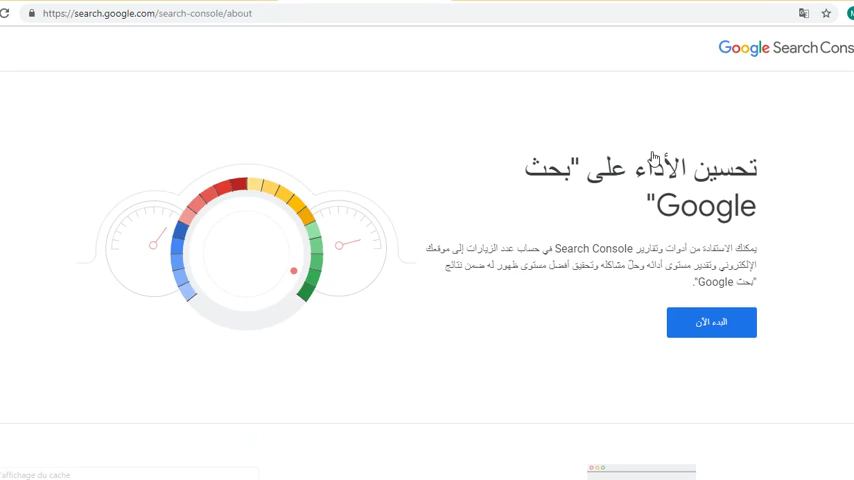 https://search.google.com/search-console/about
Google Search Cons
تحسين الأداء على "بحث
Google"
يمكنك الاستفادة من أدوات وتقارير Search Console في حساب عدد الزيارات إلى موقعك
الإلكتروني وتقدير مستوى أدائه وحلّ مشاكله وتحقيق أفضل مستوى ظهور له ضمن نتائج
"بحث Google".
البدء الآن
'affichage du cache